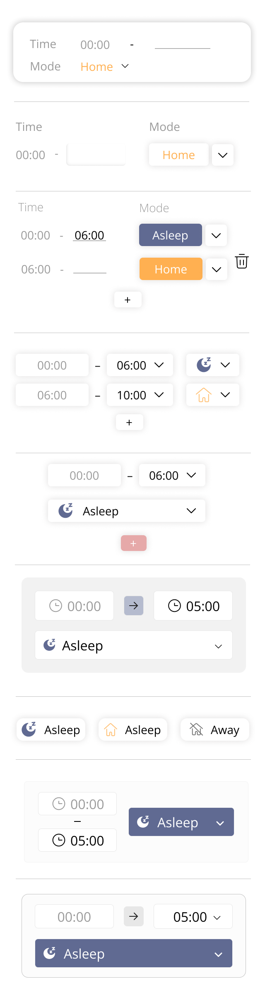 Time 00:00 -
Mode Home
Time Mode
00:00 - Home
Time Mode
00:00 - 06:00 Asleep
06:00 - Home
+
00:00 – 06:00
06:00 – 10:00
+
00:00 – 06:00
Asleep
+
00:00 → 05:00
Asleep
Asleep Asleep Away
00:00
–
05:00
Asleep
00:00 → 05:00
Asleep